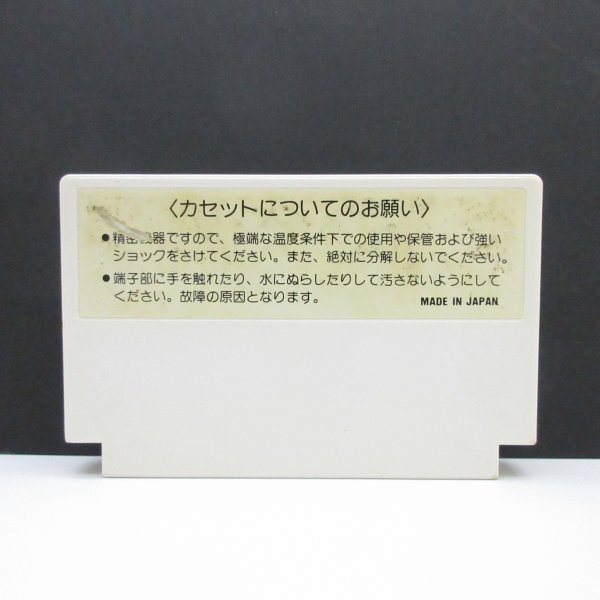 〈カセットについてのお願い〉
●精密機器ですので、極端な温度条件下での使用や保管および強い
ショックをさけてください。また、絶対に分解しないでください。
●端子部に手を触れたり、水にぬらしたりして汚さないようにして
ください。故障の原因となります。
MADE IN JAPAN